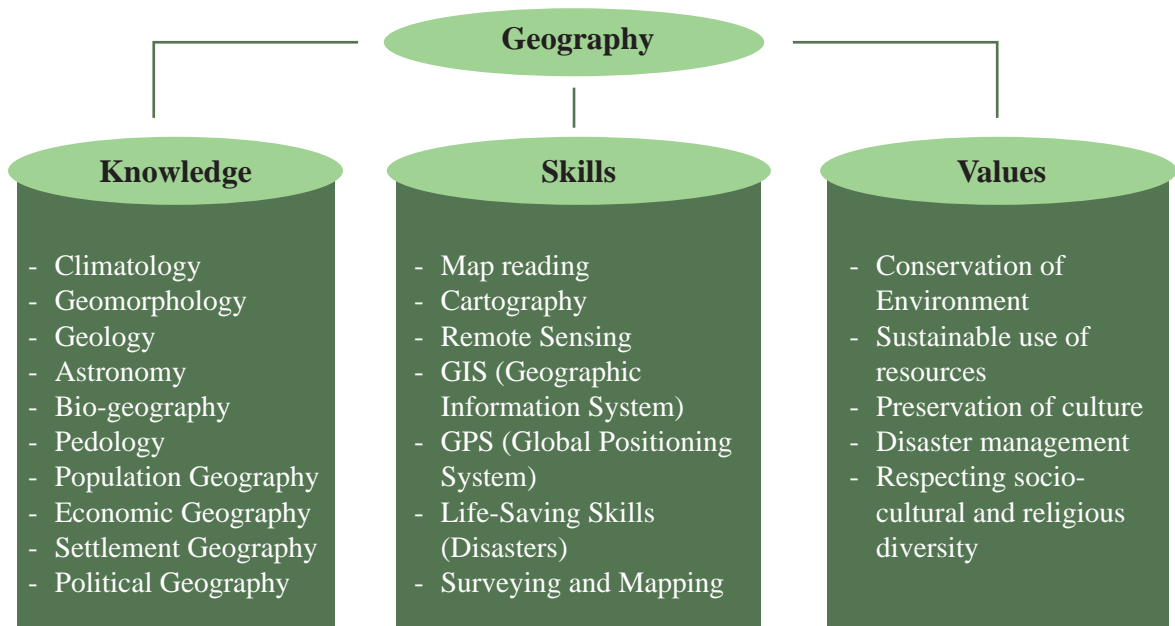 Geography
Knowledge
- Climatology
- Geomorphology
- Geology
- Astronomy
- Bio-geography
- Pedology
- Population Geography
- Economic Geography
- Settlement Geography
- Political Geography
Skills
- Map reading
- Cartography
- Remote Sensing
- GIS (Geographic
Information System)
- GPS (Global Positioning
System)
- Life-Saving Skills
(Disasters)
- Surveying and Mapping
Values
- Conservation of
Environment
- Sustainable use of
resources
- Preservation of culture
- Disaster management
- Respecting socio-
cultural and religious
diversity